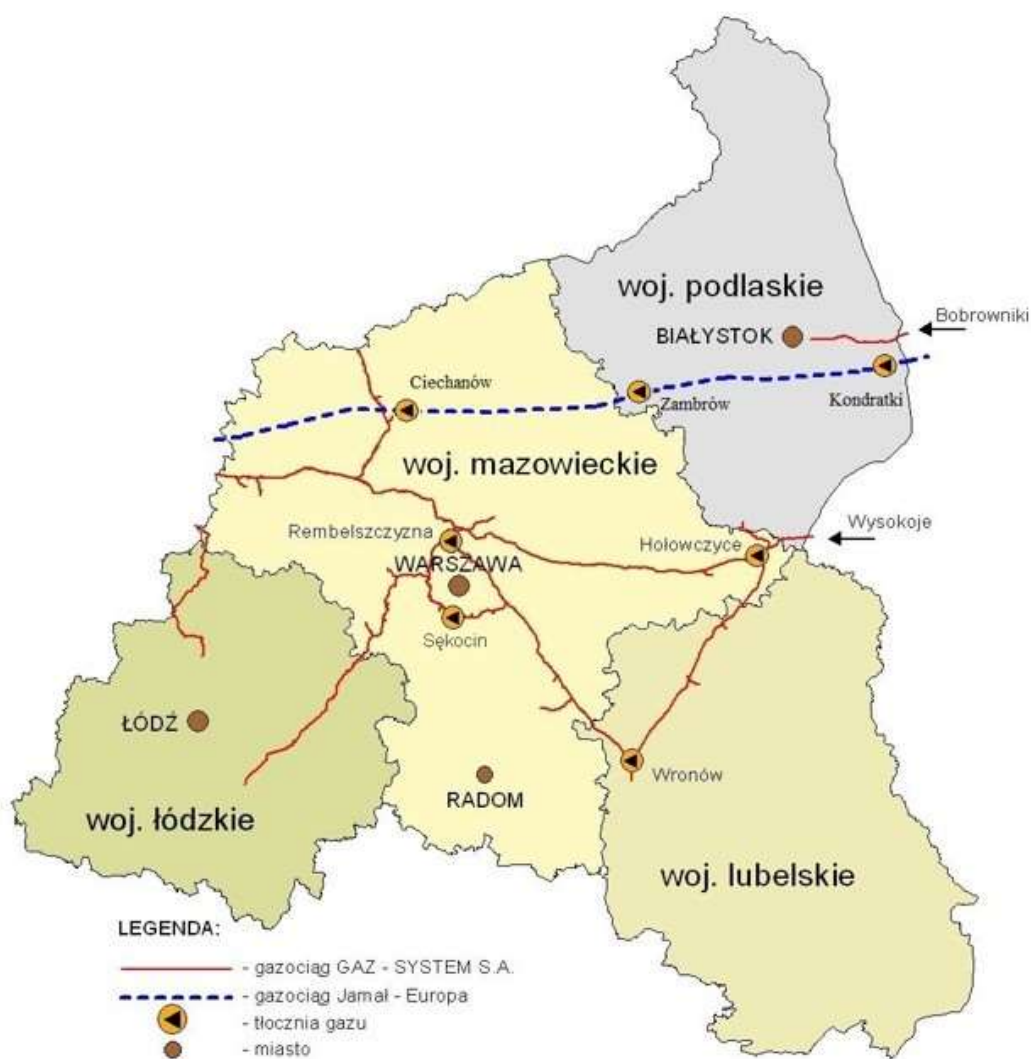 woj. podlaskie
Bobrowniki
BIAŁYSTOK
Ciechanów
Zambrów
Kondratki
woj. mazowieckie
Wysokoje
Rembelszczyzna
Hołowczyce
WARSZAWA
Sękocin
ŁÓDŹ
Wronów
RADOM
woj. łódzkie
woj. lubelskie
LEGENDA:
- gazociąg GAZ - SYSTEM S.A.
- gazociąg Jamał - Europa
- tłocznia gazu
- miasto